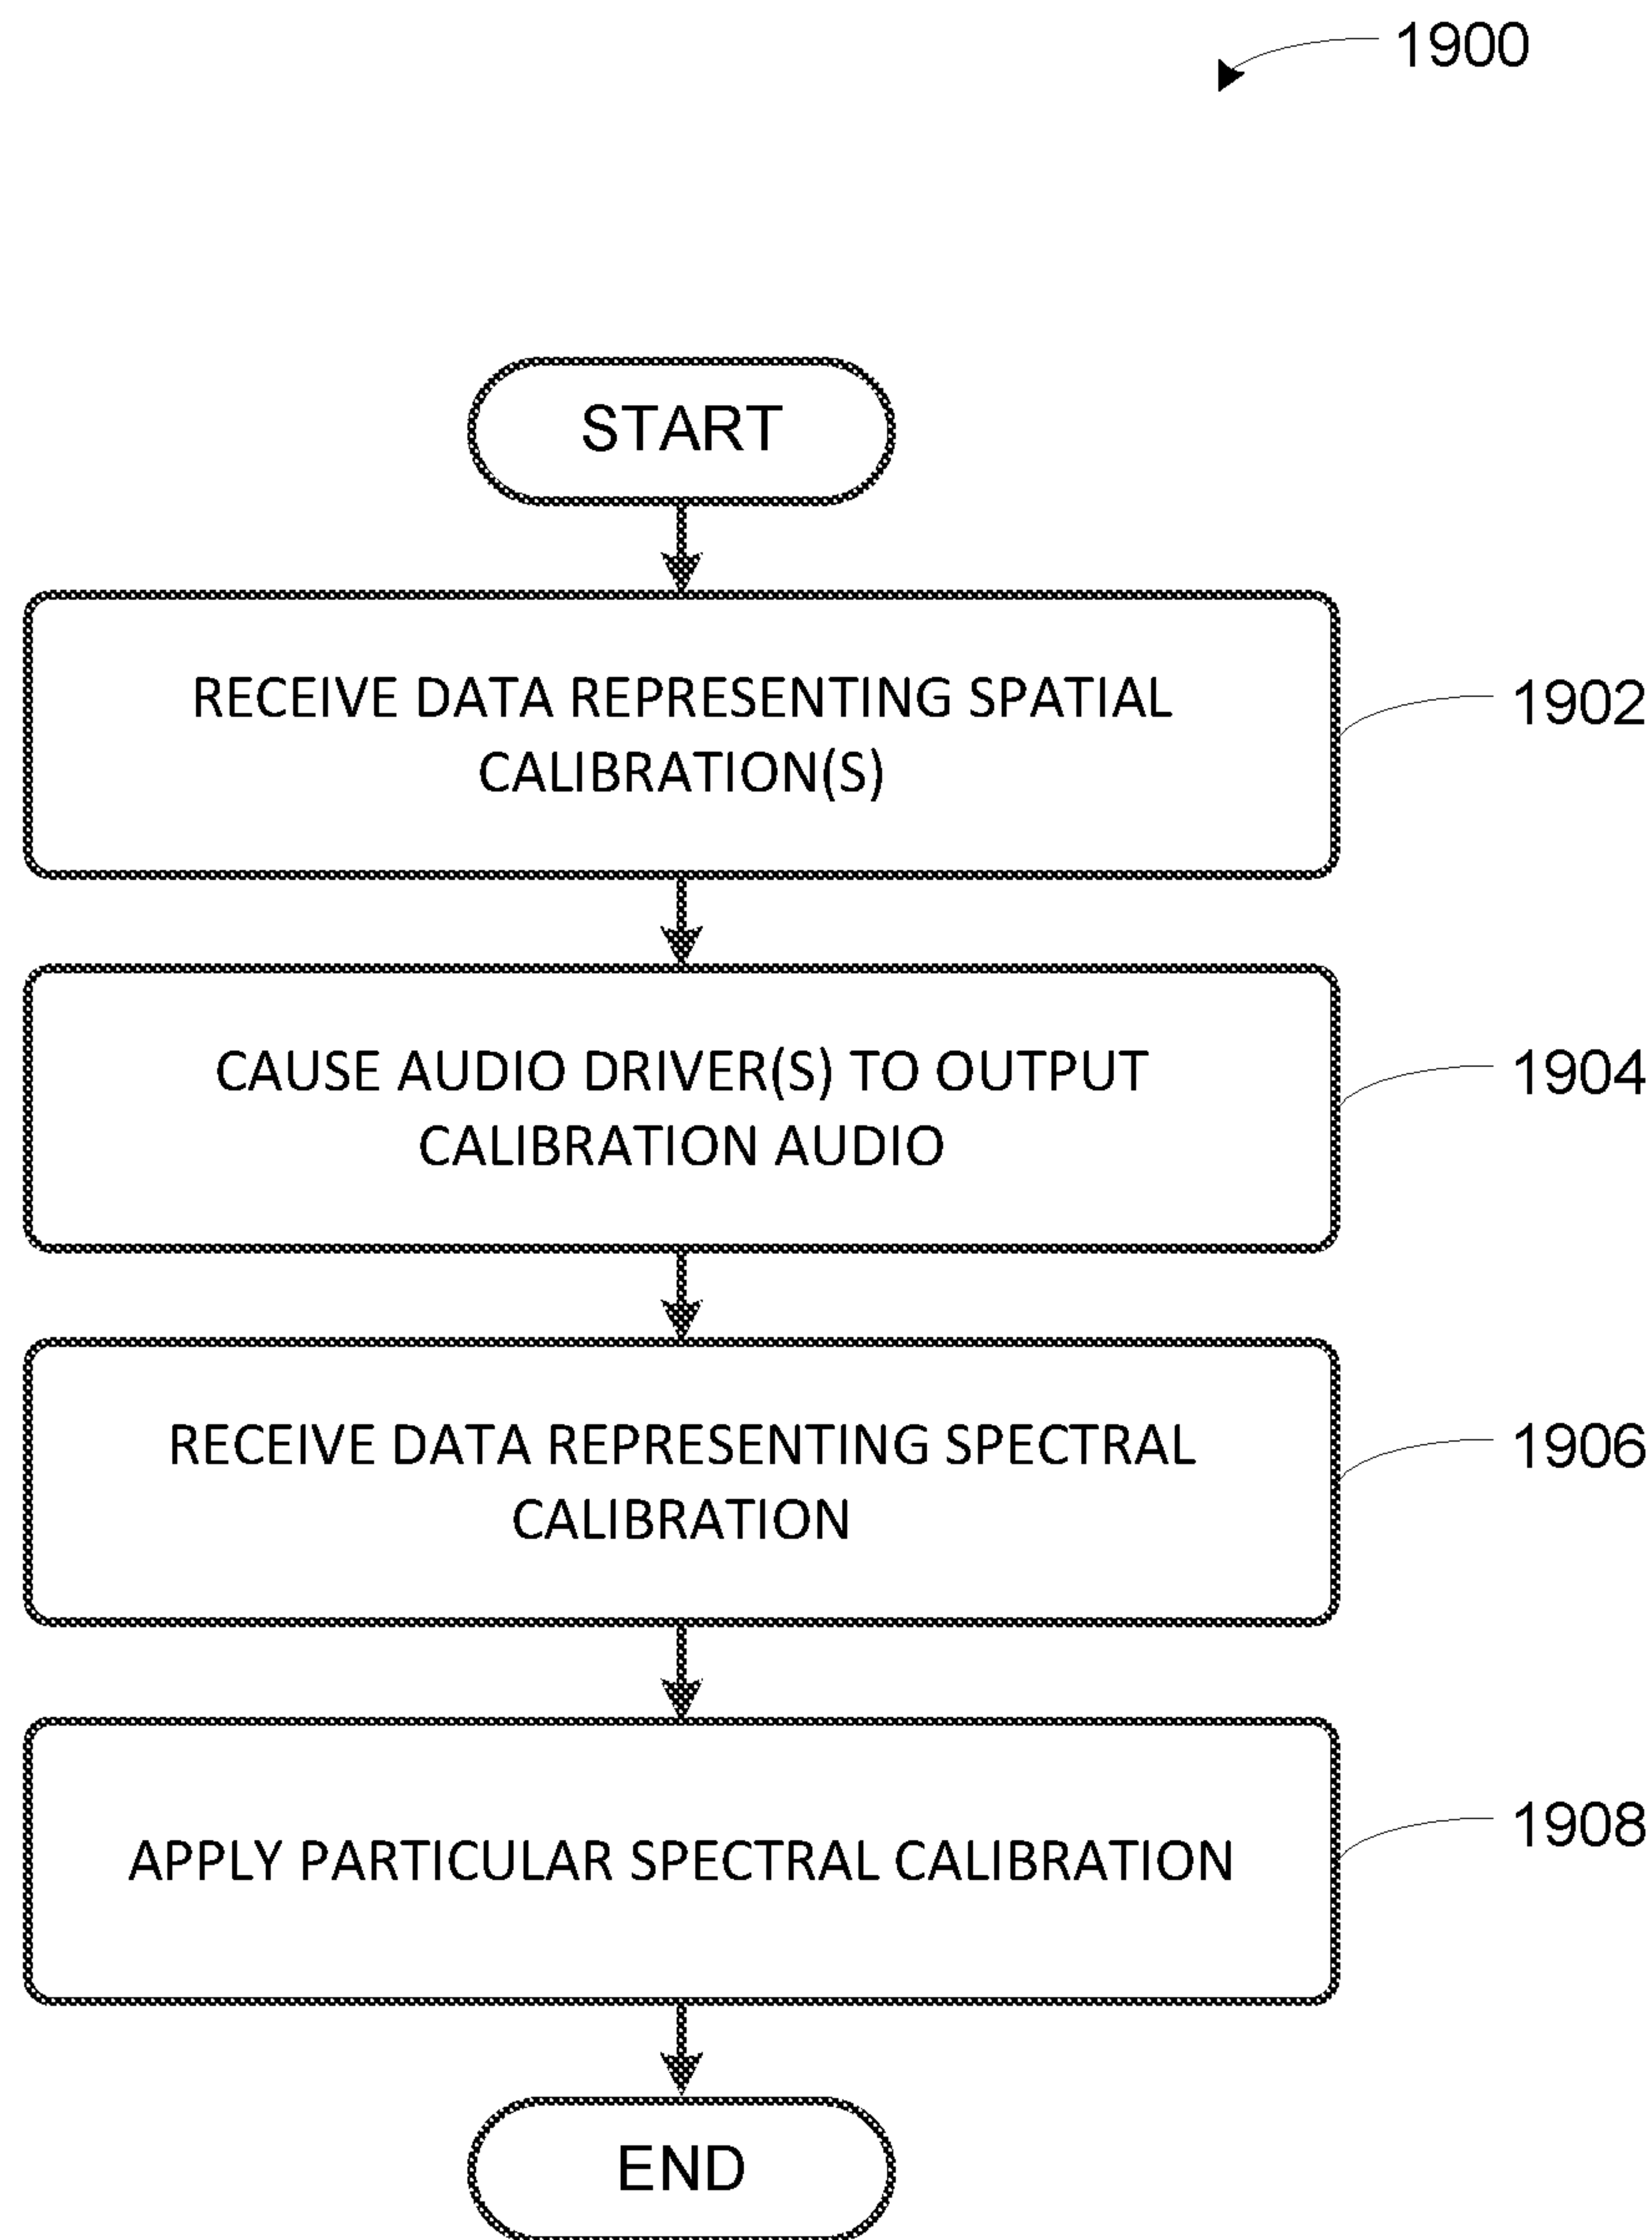 1900
START
RECEIVE DATA REPRESENTING SPATIAL
CALIBRATION(S)
1902
CAUSE AUDIO DRIVER(S) TO OUTPUT
CALIBRATION AUDIO
1904
RECEIVE DATA REPRESENTING SPECTRAL
CALIBRATION
1906
APPLY PARTICULAR SPECTRAL CALIBRATION
1908
END